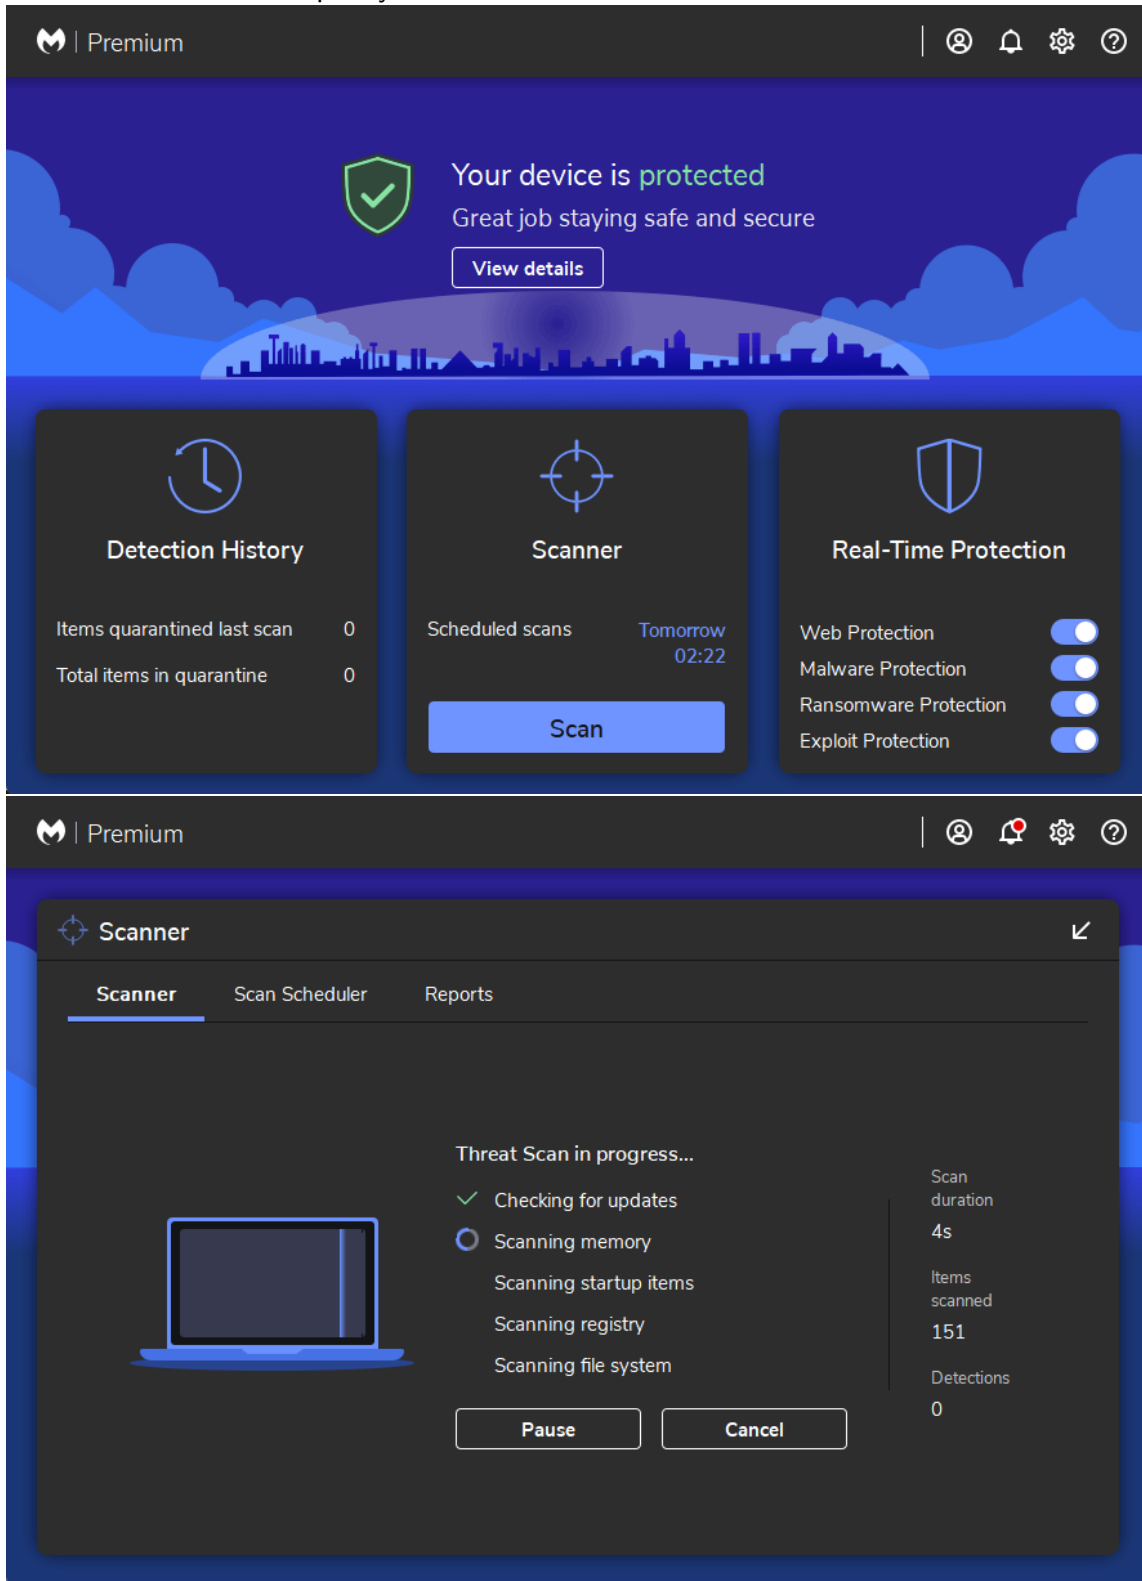 Premium
Your device is protected
Great job staying safe and secure
View details
Detection History
Items quarantined last scan 0
Total items in quarantine 0
Scanner
Scheduled scans Tomorrow
02:22
Scan
Real-Time Protection
Web Protection
Malware Protection
Ransomware Protection
Exploit Protection
Premium
Scanner
Scanner Scan Scheduler Reports
Threat Scan in progress...
Checking for updates
Scanning memory
Scanning startup items
Scanning registry
Scanning file system
Pause Cancel
Scan
duration
4s
Items
scanned
151
Detections
0